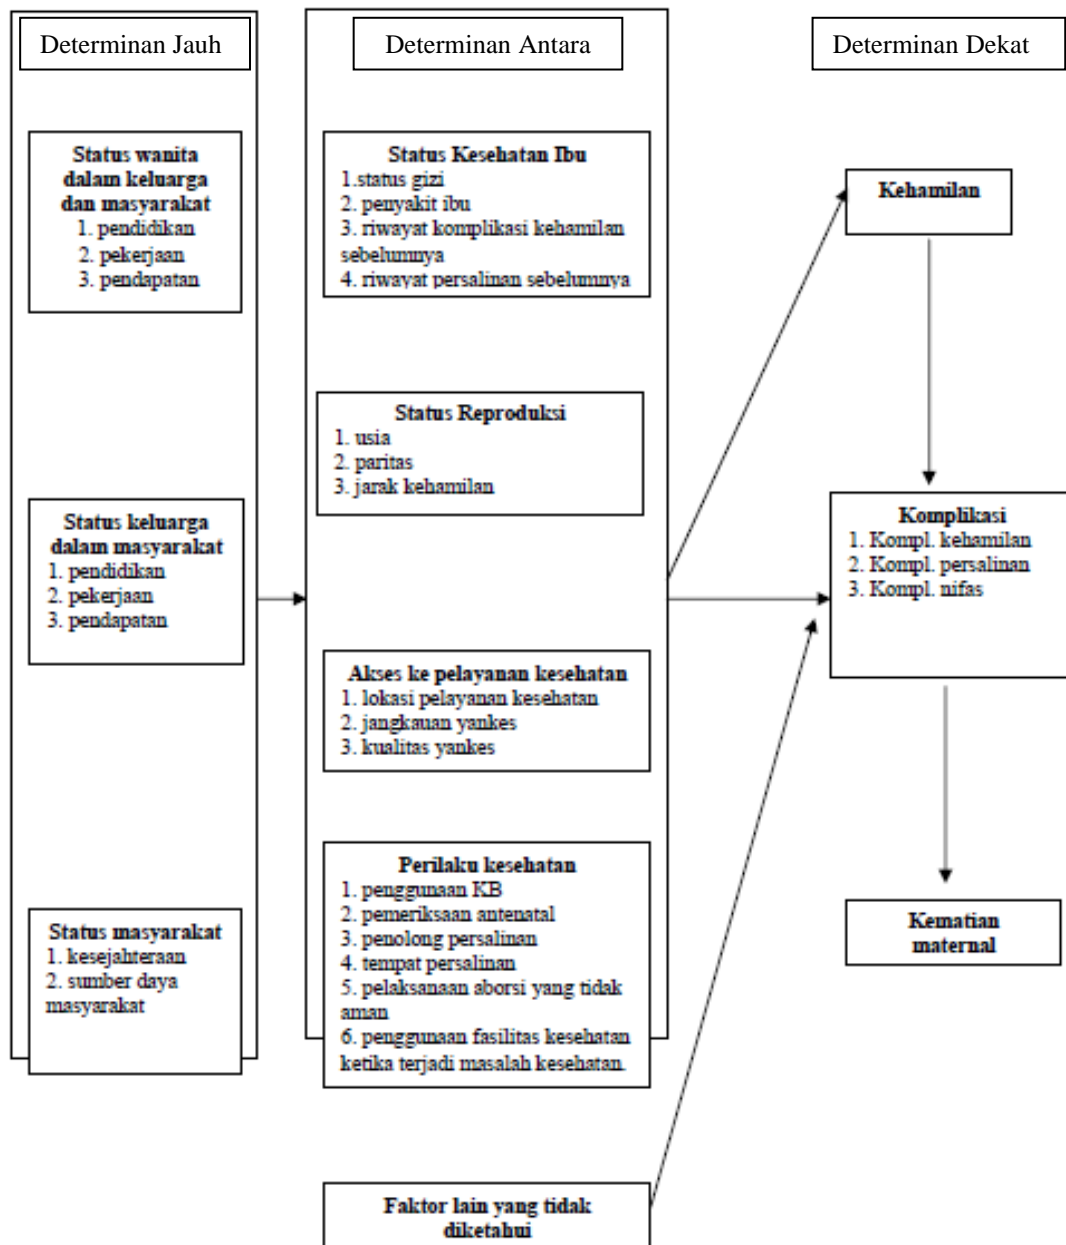 Determinan Jauh
Status wanita
dalam keluarga
dan masyarakat
1. pendidikan
2. pekerjaan
3. pendapatan
Status keluarga
dalam masyarakat
1. pendidikan
2. pekerjaan
3. pendapatan
Status masyarakat
1. kesejahteraan
2. sumber daya
masyarakat
Determinan Antara
Status Kesehatan Ibu
1.status gizi
2. penyakit ibu
3. riwayat komplikasi kehamilan
sebelumnya
4. riwayat persalinan sebelumnya
Status Reproduksi
1. usia
2. paritas
3. jarak kehamilan
Akses ke pelayanan kesehatan
1. lokasi pelayanan kesehatan
2. jangkauan yankes
3. kualitas yankes
Perilaku kesehatan
1. penggunaan KB
2. pemeriksaan antenatal
3. penolong persalinan
4. tempat persalinan
5. pelaksanaan aborsi yang tidak
aman
6. penggunaan fasilitas kesehatan
ketika terjadi masalah kesehatan.
Faktor lain yang tidak
diketahui
Determinan Dekat
Kehamilan
Komplikasi
1. Kompl. kehamilan
2. Kompl. persalinan
3. Kompl. nifas
Kematian
maternal